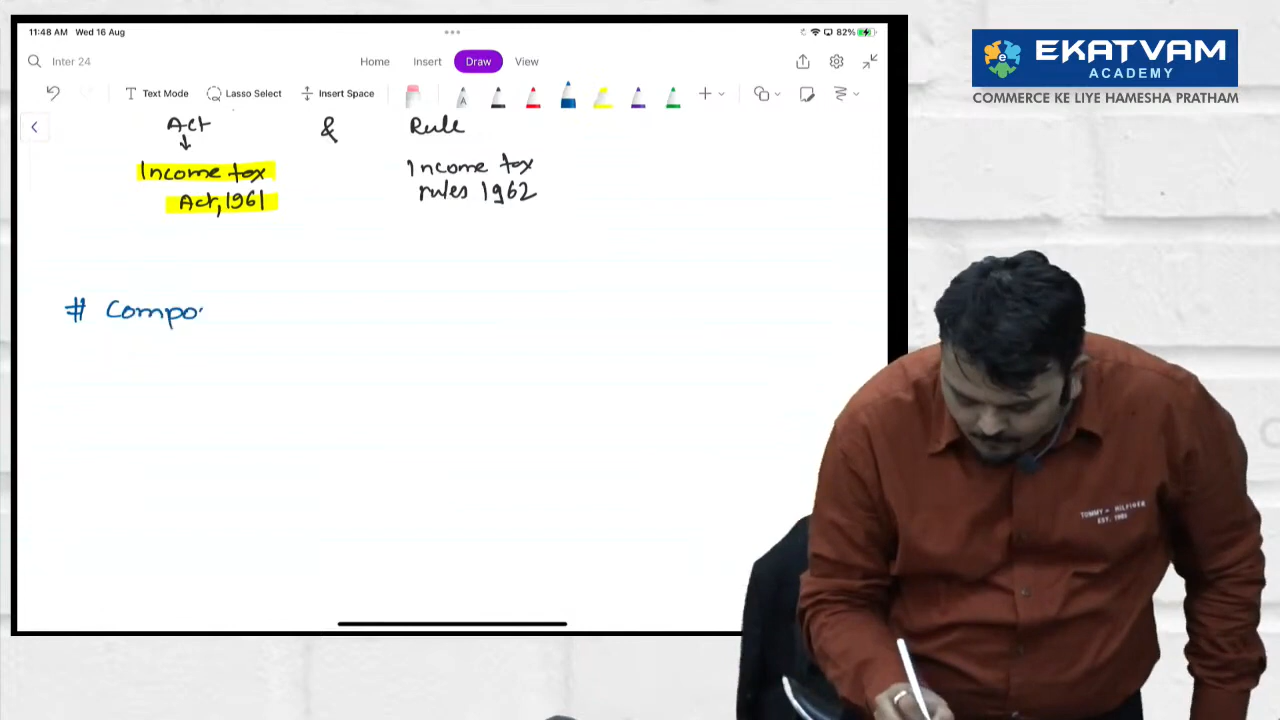 11:48 AM Wed 16 Aug
82%
Inter 24
Home Insert Draw View
Text Mode Lasso Select Insert Space
Act & Rule
Income tax
Act, 1961
Income tax
rules 1962
# Compo
EKATVAM
ACADEMY
COMMERCE KE LIYE HAMESHA PRATHAM
TOMMY HILFIGER
EST. 1985